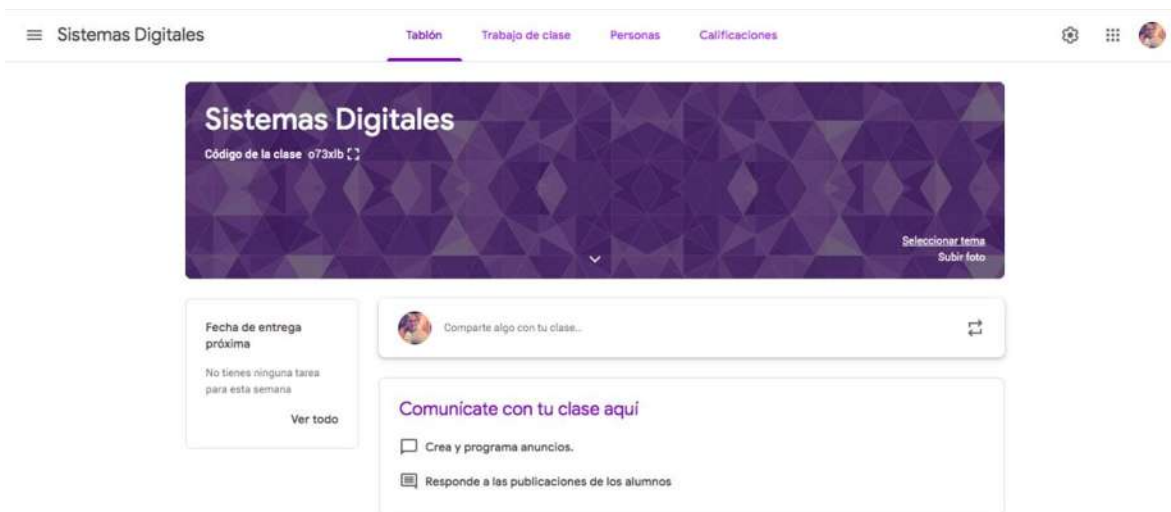 Sistemas Digitales
Tablón
Trabajo de clase
Personas
Calificaciones
Sistemas Digitales
Código de la clase o73xlb
Seleccionar tema
Subir foto
Fecha de entrega
próxima
No tienes ninguna tarea
para esta semana
Ver todo
Comparte algo con tu clase...
Comunícate con tu clase aquí
Crea y programa anuncios.
Responde a las publicaciones de los alumnos